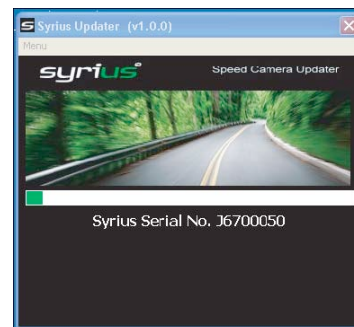 S Syrius Updater (v1.0.0)
Menu
syrius Speed Camera Updater
Syrius Serial No. J6700050